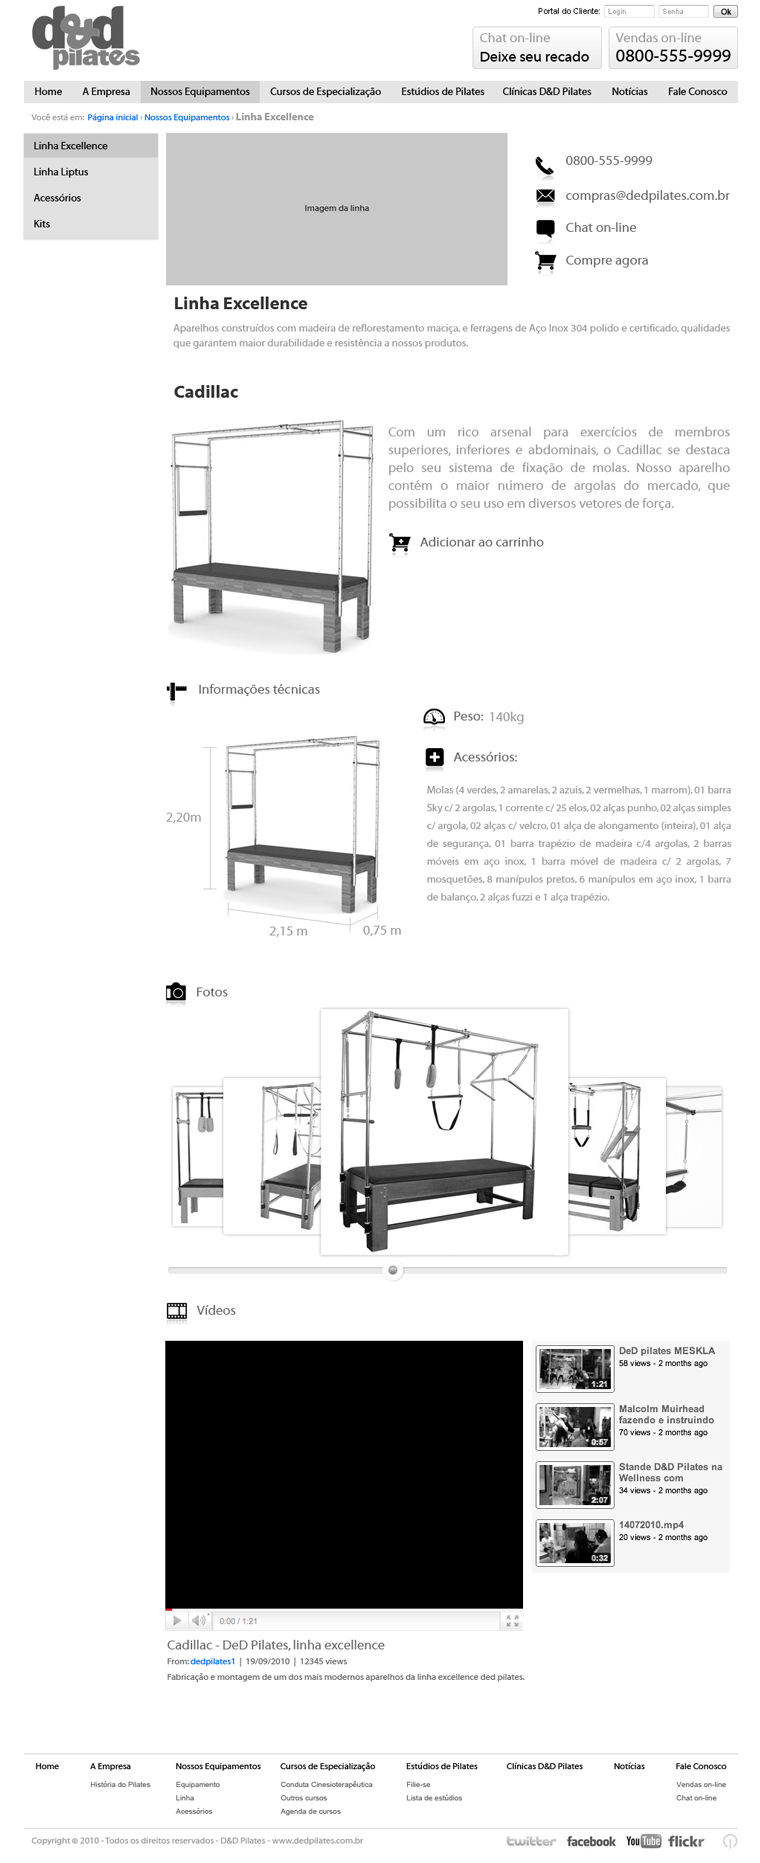 d&d
pilates
Portal do Cliente: Login Senha Ok
Chat on-line
Deixe seu recado
Vendas on-line
0800-555-9999
Home A Empresa Nossos Equipamentos Cursos de Especialização Estúdios de Pilates Clínicas D&D Pilates Notícias Fale Conosco
Você está em: Página inicial › Nossos Equipamentos › Linha Excellence
Linha Excellence
Linha Liptus
Acessórios
Kits
Imagem da linha
0800-555-9999
compras@dedpilates.com.br
Chat on-line
Compre agora
Linha Excellence
Aparelhos construídos com madeira de reflorestamento maciça, e ferragens de Aço Inox 304 polido e certificado, qualidades
que garantem maior durabilidade e resistência a nossos produtos.
Cadillac
Com um rico arsenal para exercícios de membros
superiores, inferiores e abdominais, o Cadillac se destaca
pelo seu sistema de fixação de molas. Nosso aparelho
contém o maior número de argolas do mercado, que
possibilita o seu uso em diversos vetores de força.
Adicionar ao carrinho
Informações técnicas
2,20m
2,15 m
0,75 m
Peso: 140kg
Acessórios:
Molas (4 verdes, 2 amarelas, 2 azuis, 2 vermelhas, 1 marrom), 01 barra
Sky c/ 2 argolas, 1 corrente c/ 25 elos, 02 alças punho, 02 alças simples
c/ argola, 02 alças c/ velcro, 01 alça de alongamento (inteira), 01 alça
de segurança, 01 barra trapézio de madeira c/4 argolas, 2 barras
móveis em aço inox, 1 barra móvel de madeira c/ 2 argolas, 7
mosquetões, 8 manípulos pretos, 6 manípulos em aço inox, 1 barra
de balanço, 2 alças fuzzi e 1 alça trapézio.
Fotos
Vídeos
0:00 / 1:21
Cadillac - DeD Pilates, linha excellence
From: dedpilates1 | 19/09/2010 | 12345 views
Fabricação e montagem de um dos mais modernos aparelhos da linha excellence ded pilates.
1:21
DeD pilates MESKLA
58 views - 2 months ago
0:57
Malcolm Muirhead
fazendo e instruindo
70 views - 2 months ago
2:07
Stande D&D Pilates na
Wellness com
34 views - 2 months ago
0:32
14072010.mp4
20 views - 2 months ago
Home A Empresa Nossos Equipamentos Cursos de Especialização Estúdios de Pilates Clínicas D&D Pilates Notícias Fale Conosco
História do Pilates Equipamento Conduta Cinesioterapêutica Filie-se Vendas on-line
Linha Outros cursos Lista de estúdios Chat on-line
Acessórios Agenda de cursos
Copyright © 2010 - Todos os direitos reservados - D&D Pilates - www.dedpilates.com.br
twitter facebook YouTube flickr